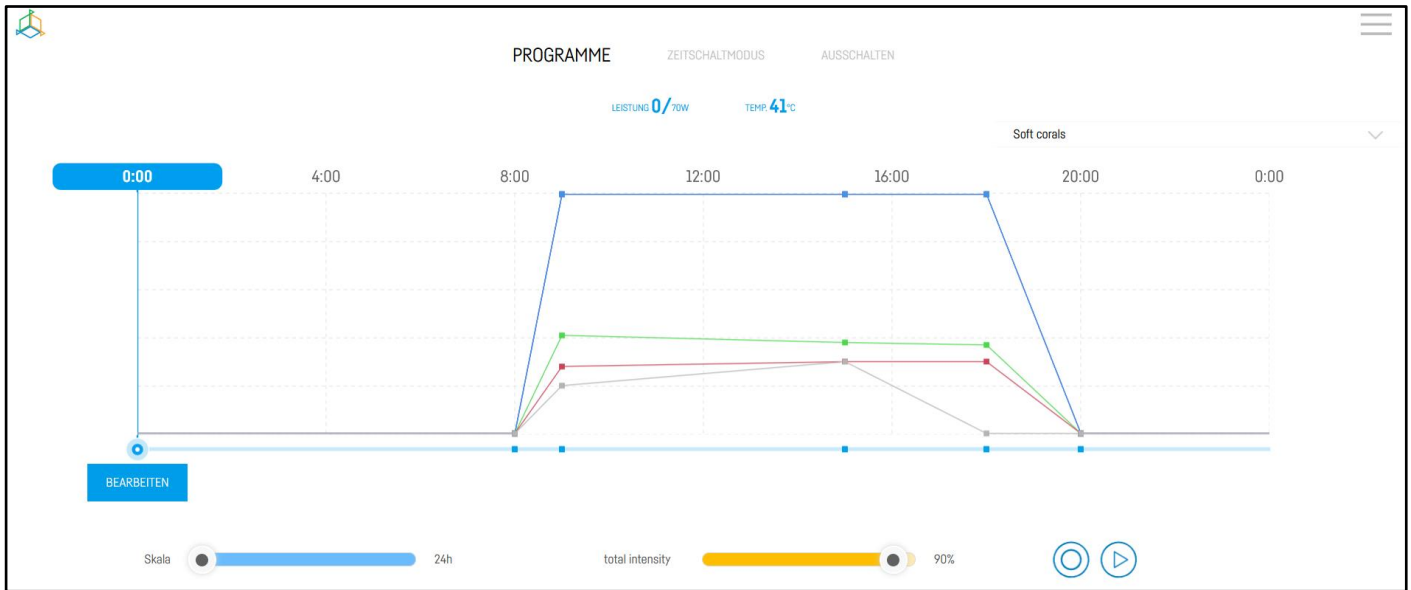 PROGRAMME ZEITSCHALTMODUS AUSSCHALTEN
LEISTUNG 0/70W TEMP. 41°C
Soft corals
0:00 4:00 8:00 12:00 16:00 20:00 0:00
BEARBEITEN
Skala 24h total intensity 90%